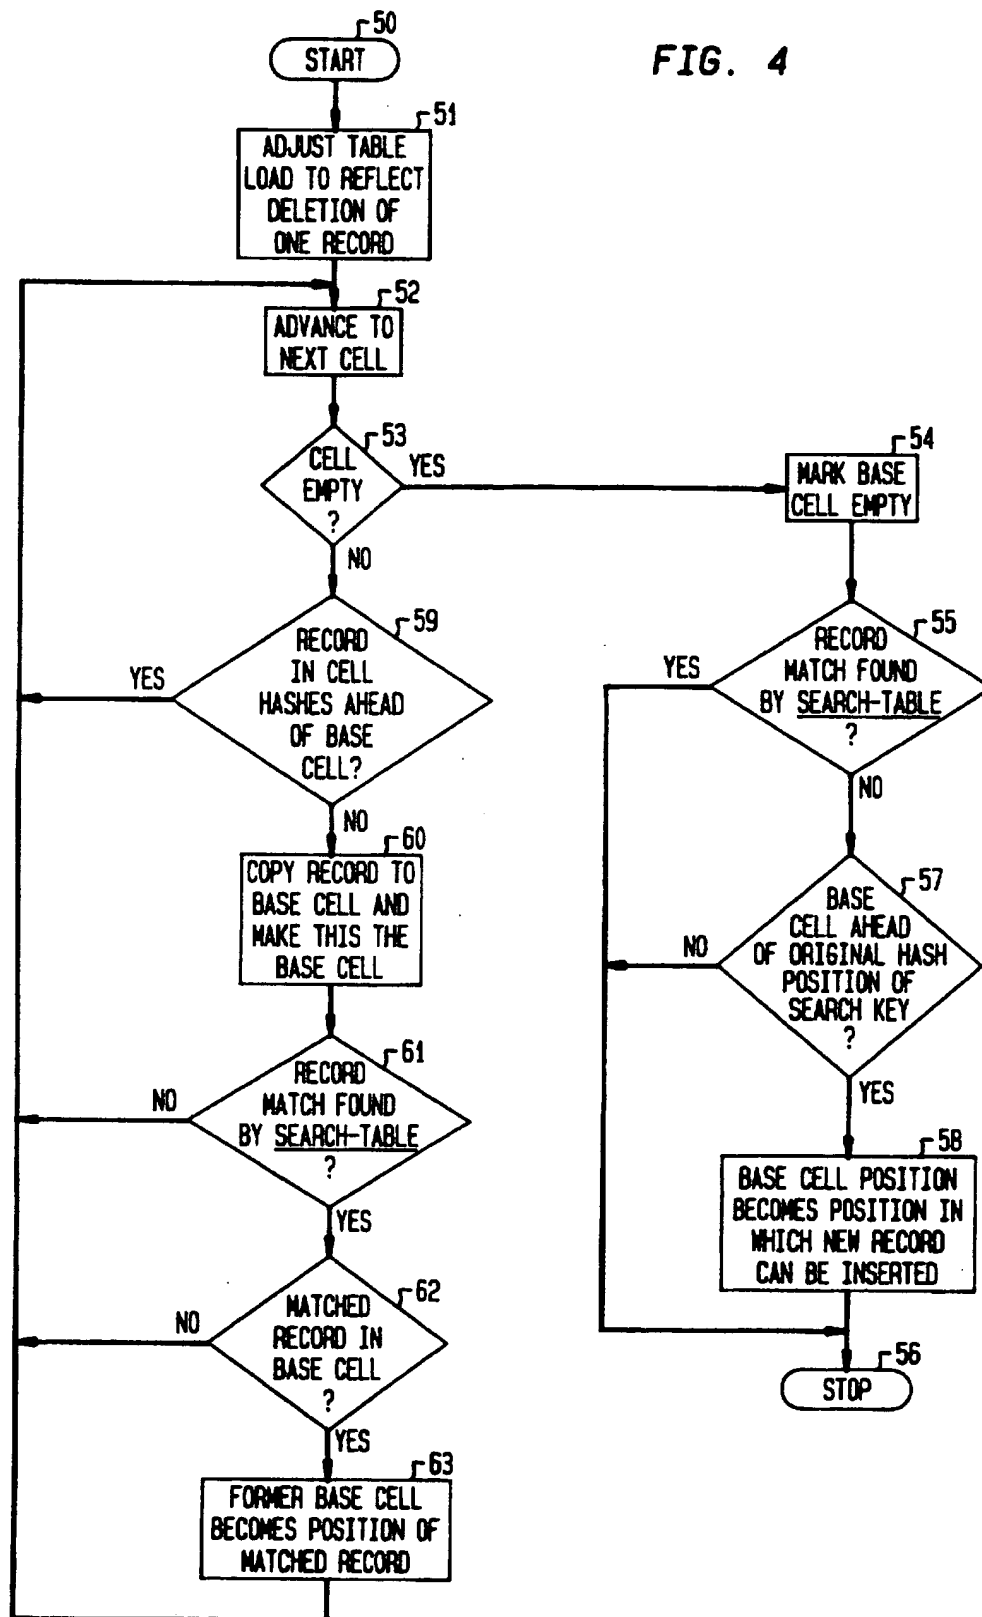 50
START
FIG. 4
51
ADJUST TABLE
LOAD TO REFLECT
DELETION OF
ONE RECORD
52
ADVANCE TO
NEXT CELL
53
CELL
EMPTY
?
YES
NO
54
MARK BASE
CELL EMPTY
59
RECORD
IN CELL
HASHES AHEAD
OF BASE
CELL?
YES
NO
55
RECORD
MATCH FOUND
BY SEARCH-TABLE
?
YES
NO
60
COPY RECORD TO
BASE CELL AND
MAKE THIS THE
BASE CELL
57
BASE
CELL AHEAD
OF ORIGINAL HASH
POSITION OF
SEARCH KEY
?
NO
YES
61
RECORD
MATCH FOUND
BY SEARCH-TABLE
?
NO
YES
58
BASE CELL POSITION
BECOMES POSITION IN
WHICH NEW RECORD
CAN BE INSERTED
62
MATCHED
RECORD IN
BASE CELL
?
NO
YES
56
STOP
63
FORMER BASE CELL
BECOMES POSITION OF
MATCHED RECORD